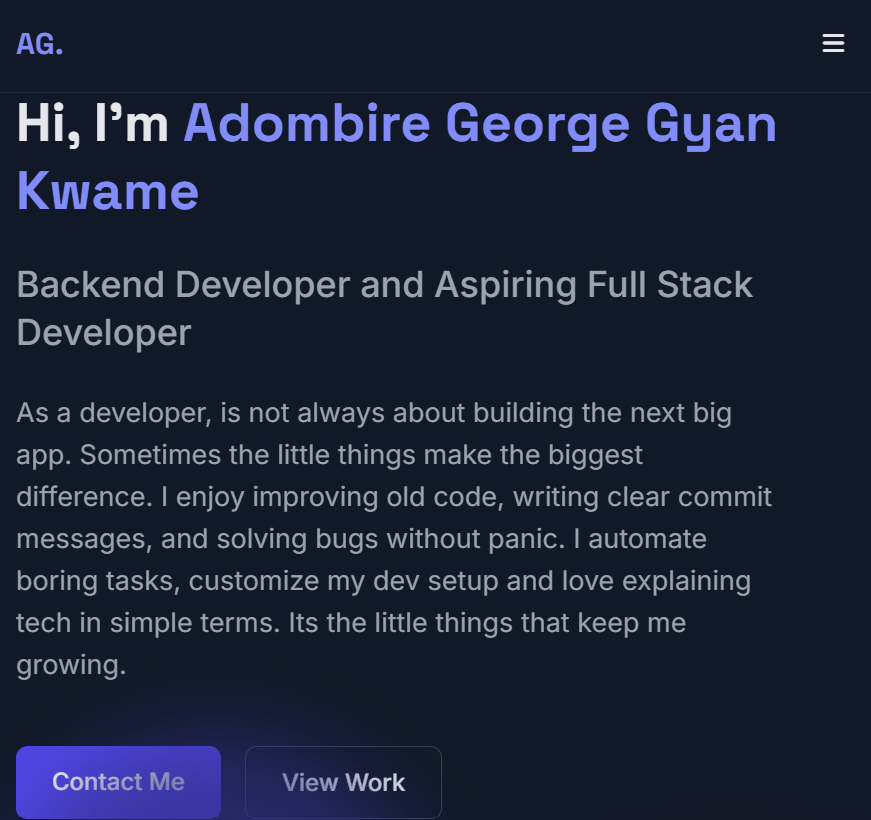 AG.
Hi, I’m Adombire George Gyan
Kwame
Backend Developer and Aspiring Full Stack
Developer
As a developer, is not always about building the next big
app. Sometimes the little things make the biggest
difference. I enjoy improving old code, writing clear commit
messages, and solving bugs without panic. I automate
boring tasks, customize my dev setup and love explaining
tech in simple terms. Its the little things that keep me
growing.
Contact Me
View Work